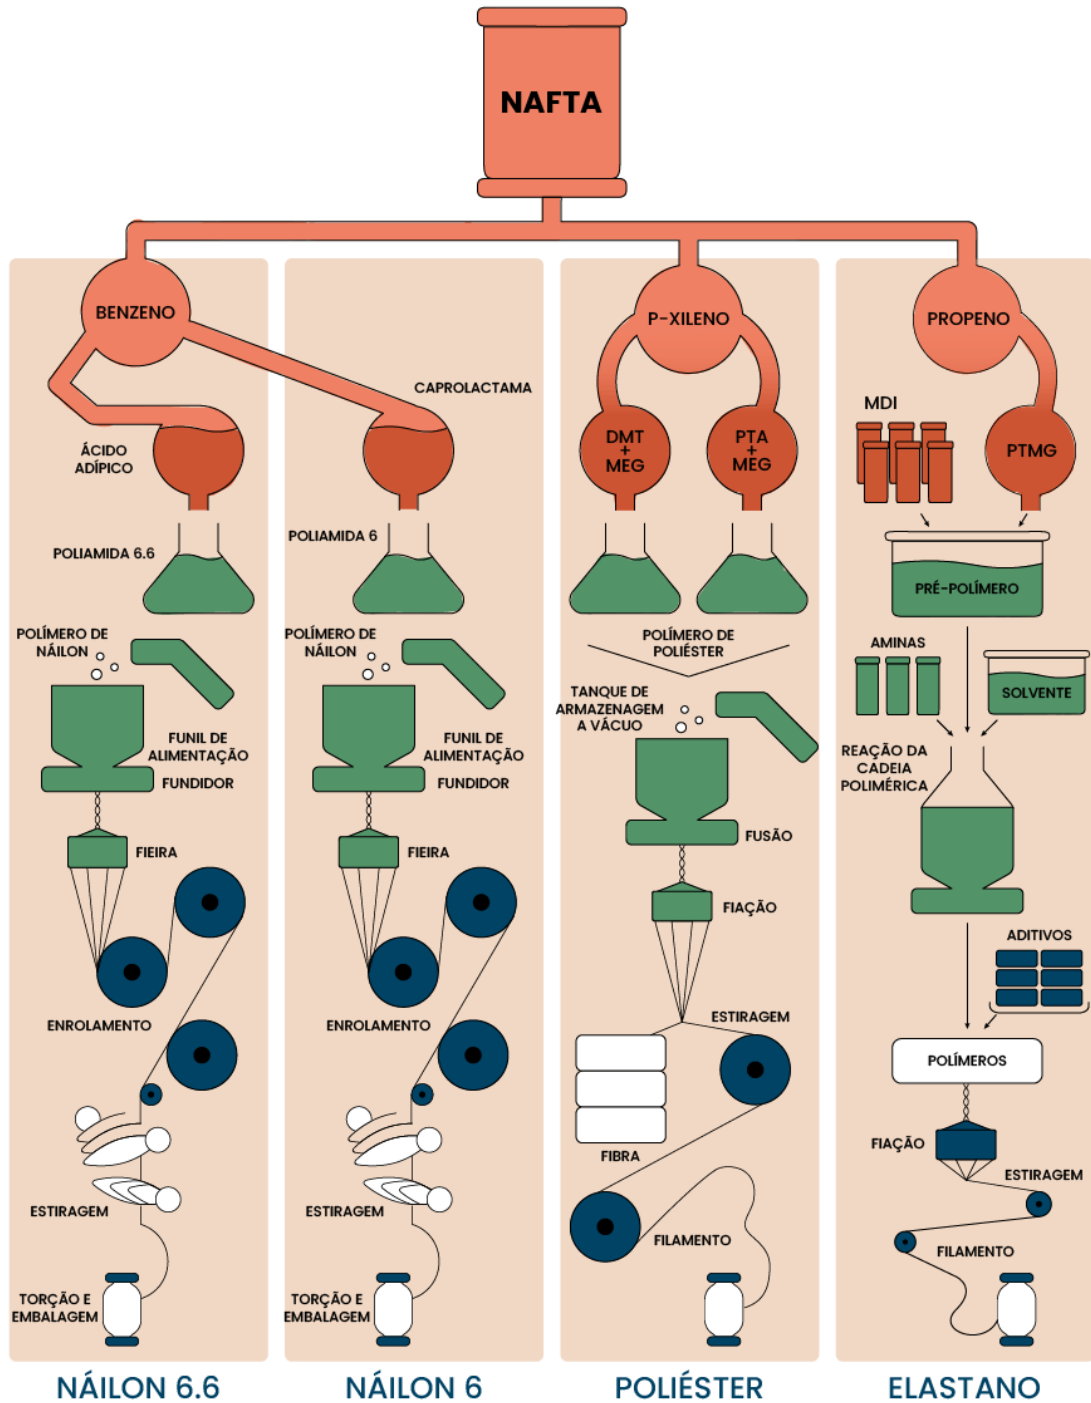 NAFTA
BENZENO
ÁCIDO
ADÍPICO
POLIAMIDA 6.6
POLÍMERO DE
NÁILON
FUNIL DE
ALIMENTAÇÃO
FUNDIDOR
FIEIRA
ENROLAMENTO
ESTIRAGEM
TORÇÃO E
EMBALAGEM
NÁILON 6.6
CAPROLACTAMA
POLIAMIDA 6
POLÍMERO DE
NÁILON
FUNIL DE
ALIMENTAÇÃO
FUNDIDOR
FIEIRA
ENROLAMENTO
ESTIRAGEM
TORÇÃO E
EMBALAGEM
NÁILON 6
P-XILENO
DMT
+
MEG
PTA
+
MEG
POLÍMERO DE
POLIÉSTER
TANQUE DE
ARMAZENAGEM
A VÁCUO
FUSÃO
FIAÇÃO
ESTIRAGEM
FIBRA
FILAMENTO
POLIÉSTER
PROPENO
MDI
PTMG
PRÉ-POLÍMERO
AMINAS
SOLVENTE
REAÇÃO DA
CADEIA
POLIMÉRICA
ADITIVOS
POLÍMEROS
FIAÇÃO
ESTIRAGEM
FILAMENTO
ELASTANO